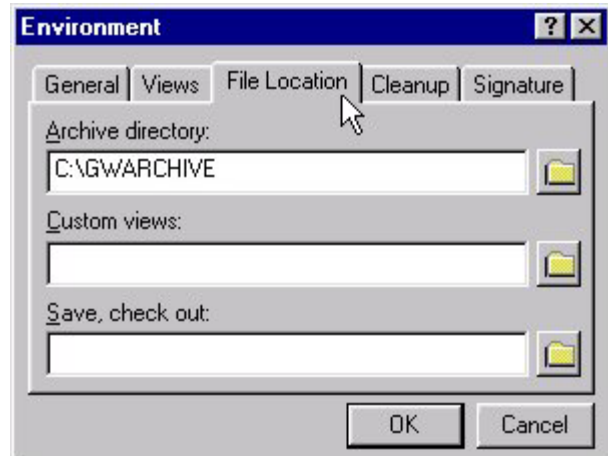 Environment
General Views File Location Cleanup Signature
Archive directory:
C:\GWARCHIVE
Custom views:
Save, check out:
OK Cancel